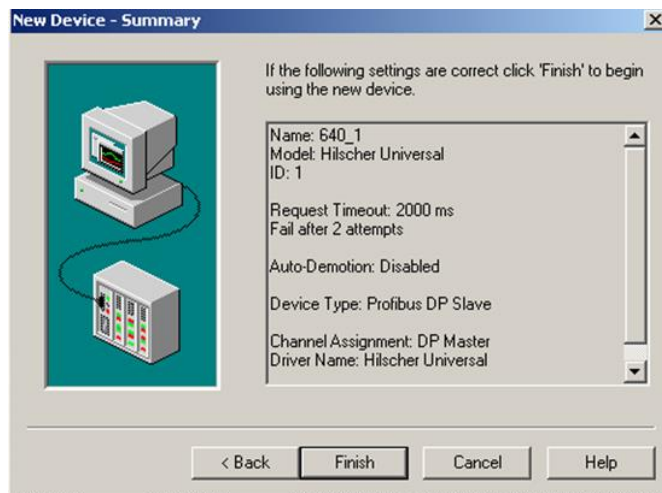 New Device - Summary
If the following settings are correct click 'Finish' to begin
using the new device.
Name: 640_1
Model: Hilscher Universal
ID: 1
Request Timeout: 2000 ms
Fail after 2 attempts
Auto-Demotion: Disabled
Device Type: Profibus DP Slave
Channel Assignment: DP Master
Driver Name: Hilscher Universal
< Back
Finish
Cancel
Help